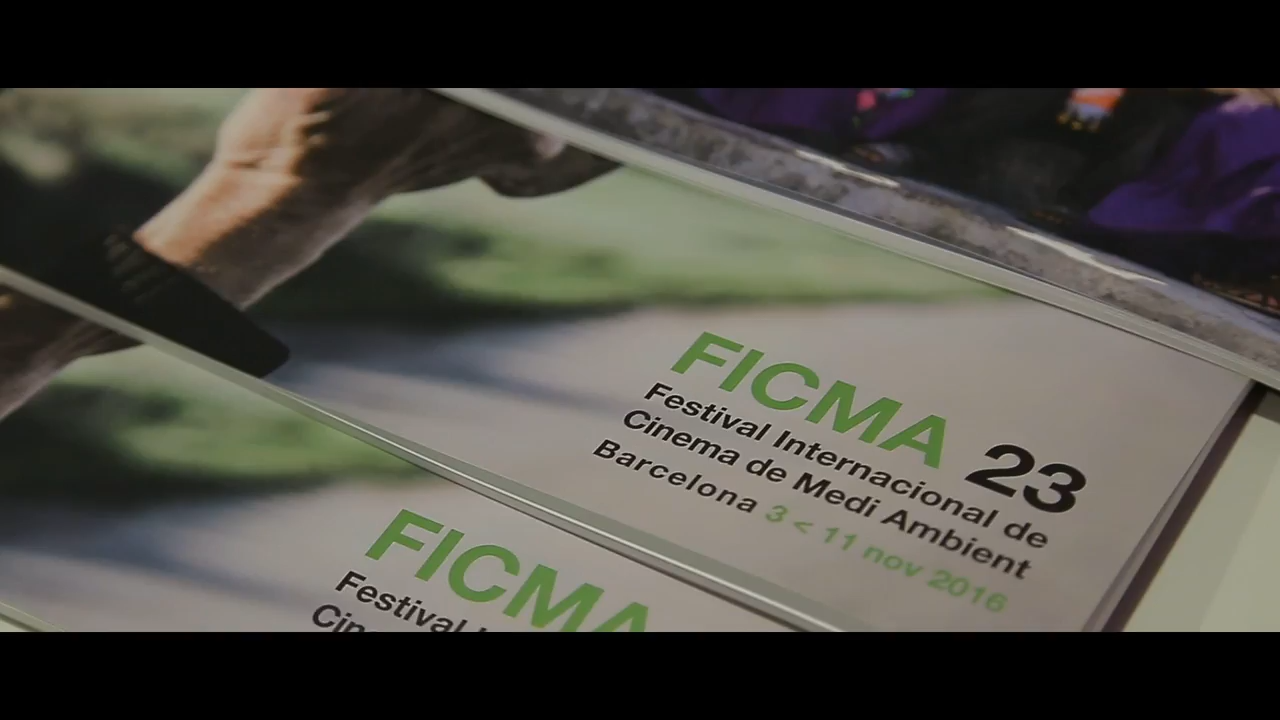 FICMA 23
Festival Internacional de
Cinema de Medi Ambient
Barcelona 3 < 11 nov 2016
FICMA
Festival